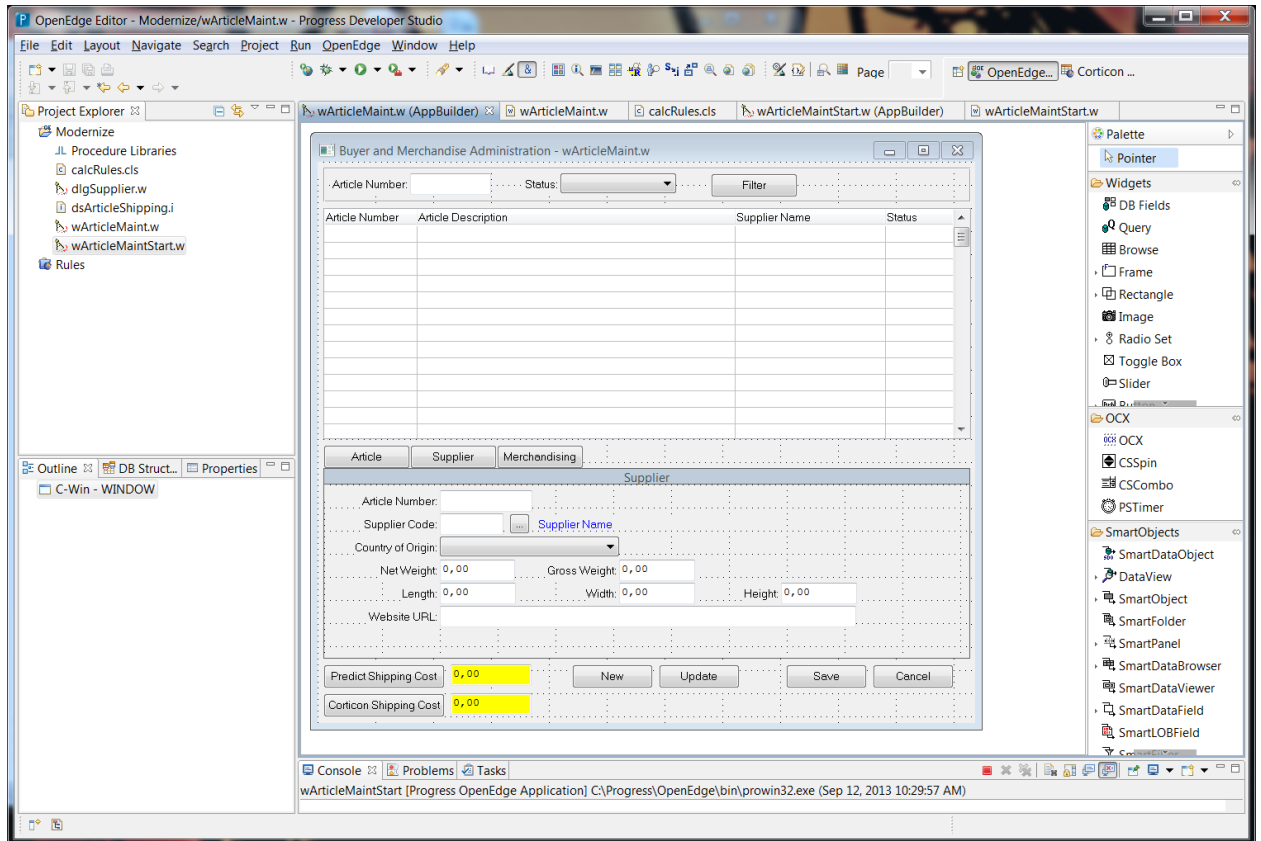 OpenEdge Editor - Modernize/wArticleMaint.w - Progress Developer Studio
File Edit Layout Navigate Search Project Run OpenEdge Window Help
Page OpenEdge... Corticon ...
Project Explorer
Modernize
Procedure Libraries
calcRules.cls
dlgSupplier.w
dsArticleShipping.i
wArticleMaint.w
wArticleMaintStart.w
Rules
Outline DB Struct... Properties
C-Win - WINDOW
wArticleMaint.w (AppBuilder) wArticleMaint.w calcRules.cls wArticleMaintStart.w (AppBuilder) wArticleMaintStart.w
Buyer and Merchandise Administration - wArticleMaint.w
Article Number: Status: Filter
Article Number Article Description Supplier Name Status
Article Supplier Merchandising
Supplier
Article Number:
Supplier Code: ... Supplier Name
Country of Origin:
Net Weight: 0,00 Gross Weight: 0,00
Length: 0,00 Width: 0,00 Height: 0,00
Website URL:
Predict Shipping Cost 0,00 New Update Save Cancel
Corticon Shipping Cost 0,00
Palette
Pointer
Widgets
DB Fields
Query
Browse
Frame
Rectangle
Image
Radio Set
Toggle Box
Slider
OCX
OCX
CSSpin
CSCombo
PSTimer
SmartObjects
SmartDataObject
DataView
SmartObject
SmartFolder
SmartPanel
SmartDataBrowser
SmartDataViewer
SmartDataField
SmartLOBField
Console Problems Tasks
wArticleMaintStart [Progress OpenEdge Application] C:\Progress\OpenEdge\bin\prowin32.exe (Sep 12, 2013 10:29:57 AM)